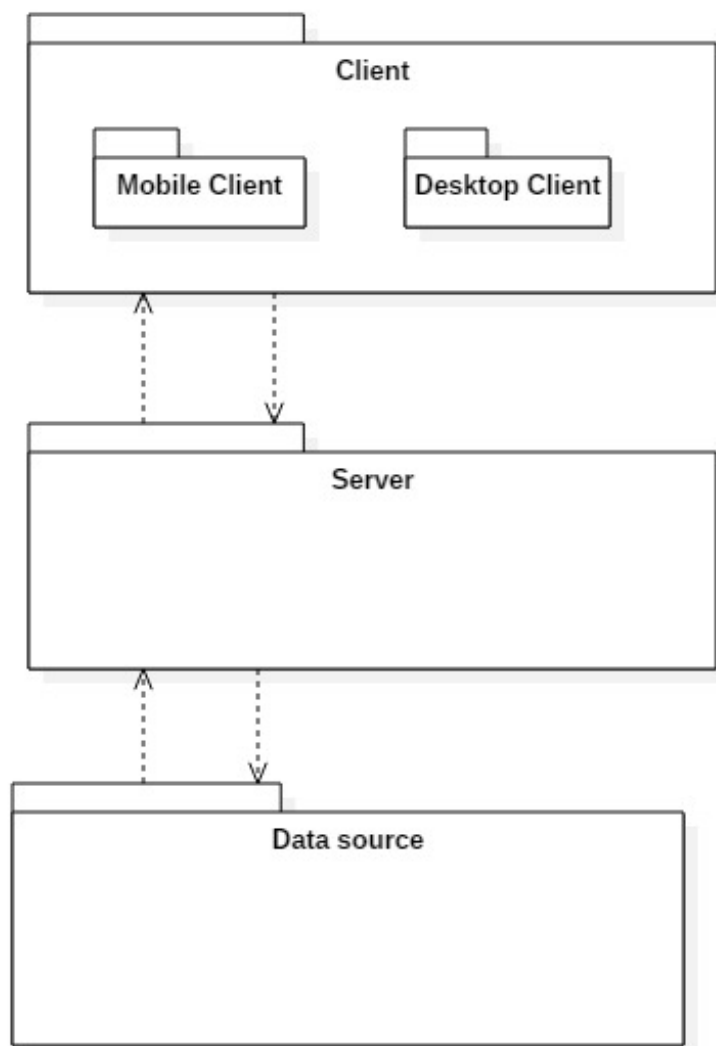 Client
Mobile Client
Desktop Client
Server
Data source